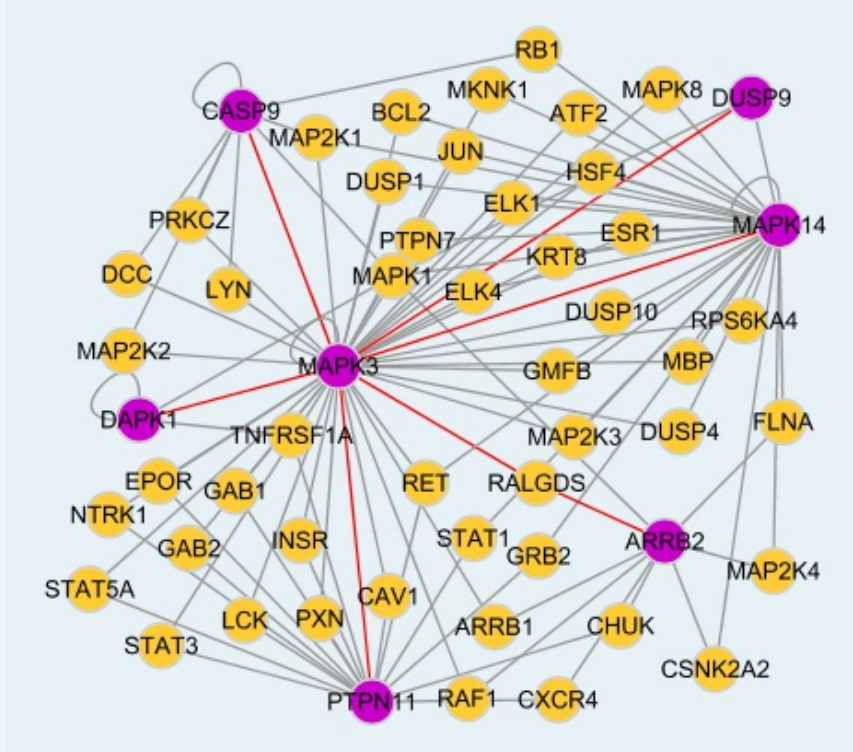 RB1
MKNK1
MAPK8
DUSP9
CASP9
BCL2
ATF2
MAP2K1
JUN
HSF4
DUSP1
ELK1
PRKCZ
PTPN7
ESR1
MAPK14
KRT8
DCC
LYN
MAPK1
ELK4
DUSP10
RPS6KA4
MAP2K2
MAPK3
GMFB
MBP
DAPK1
TNFRSF1A
MAP2K3
DUSP4
FLNA
EPOR
GAB1
RET
RALGDS
NTRK1
GAB2
INSR
STAT1
GRB2
ARRB2
MAP2K4
STAT5A
LCK
PXN
CAV1
ARRB1
CHUK
STAT3
CSNK2A2
PTPN11
RAF1
CXCR4